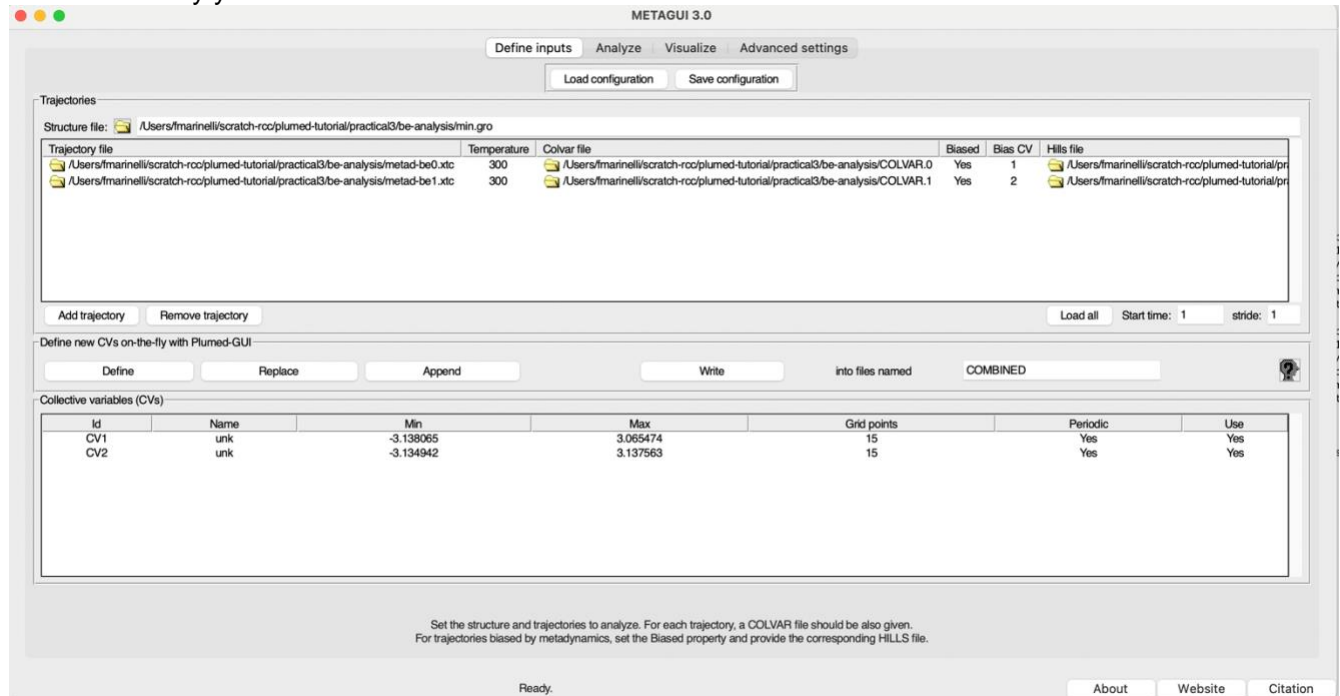 METAGUI 3.0
Define inputs Analyze Visualize Advanced settings
Load configuration Save configuration
Trajectories
Structure file: /Users/fmarinelli/scratch-rcc/plumed-tutorial/practical3/be-analysis/min.gro
Trajectory file Temperature Colvar file Biased Bias CV Hills file
/Users/fmarinelli/scratch-rcc/plumed-tutorial/practical3/be-analysis/metad-be0.xtc 300 /Users/fmarinelli/scratch-rcc/plumed-tutorial/practical3/be-analysis/COLVAR.0 Yes 1 /Users/fmarinelli/scratch-rcc/plumed-tutorial/pr
/Users/fmarinelli/scratch-rcc/plumed-tutorial/practical3/be-analysis/metad-be1.xtc 300 /Users/fmarinelli/scratch-rcc/plumed-tutorial/practical3/be-analysis/COLVAR.1 Yes 2 /Users/fmarinelli/scratch-rcc/plumed-tutorial/pr
Add trajectory Remove trajectory Load all Start time: 1 stride: 1
Define new CVs on-the-fly with Plumed-GUI
Define Replace Append Write into files named COMBINED
Collective variables (CVs)
Id Name Min Max Grid points Periodic Use
CV1 unk -3.138065 3.065474 15 Yes Yes
CV2 unk -3.134942 3.137563 15 Yes Yes
Set the structure and trajectories to analyze. For each trajectory, a COLVAR file should be also given.
For trajectories biased by metadynamics, set the Biased property and provide the corresponding HILLS file.
Ready.
About Website Citation